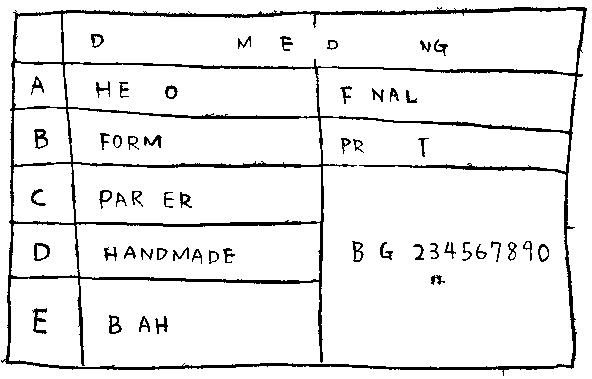 D M E D NG
A HE O F NAL
B FORM PR T
C PAR ER
D HANDMADE B G 234567890
#
E B AH